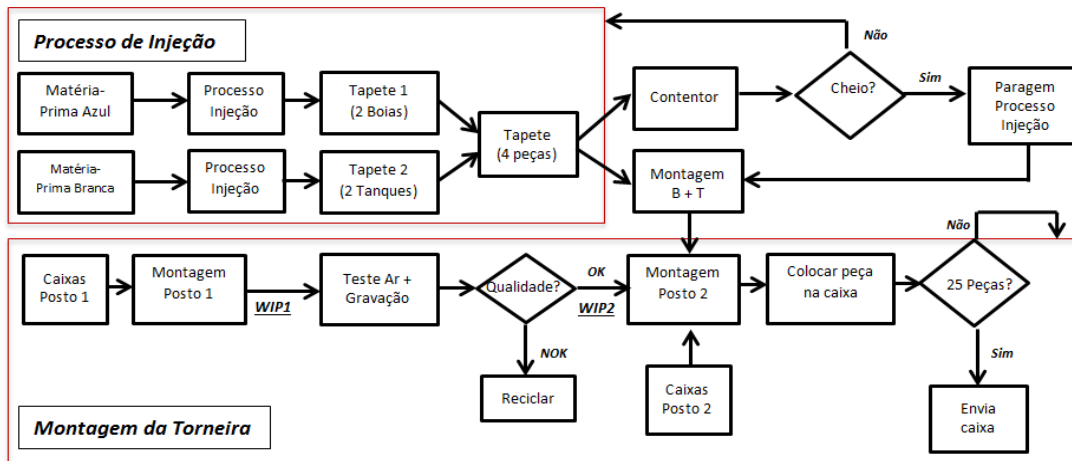 Processo de Injeção
Não
Matéria-
Prima Azul
Processo
Injeção
Tapete 1
(2 Boias)
Tapete
(4 peças)
Contentor
Cheio?
Sim
Paragem
Processo
Injeção
Matéria-
Prima Branca
Processo
Injeção
Tapete 2
(2 Tanques)
Montagem
B + T
Não
Caixas
Posto 1
Montagem
Posto 1
WIP1
Teste Ar +
Gravação
Qualidade?
OK
WIP2
Montagem
Posto 2
Colocar peça
na caixa
25 Peças?
NOK
Sim
Reciclar
Caixas
Posto 2
Envia
caixa
Montagem da Torneira